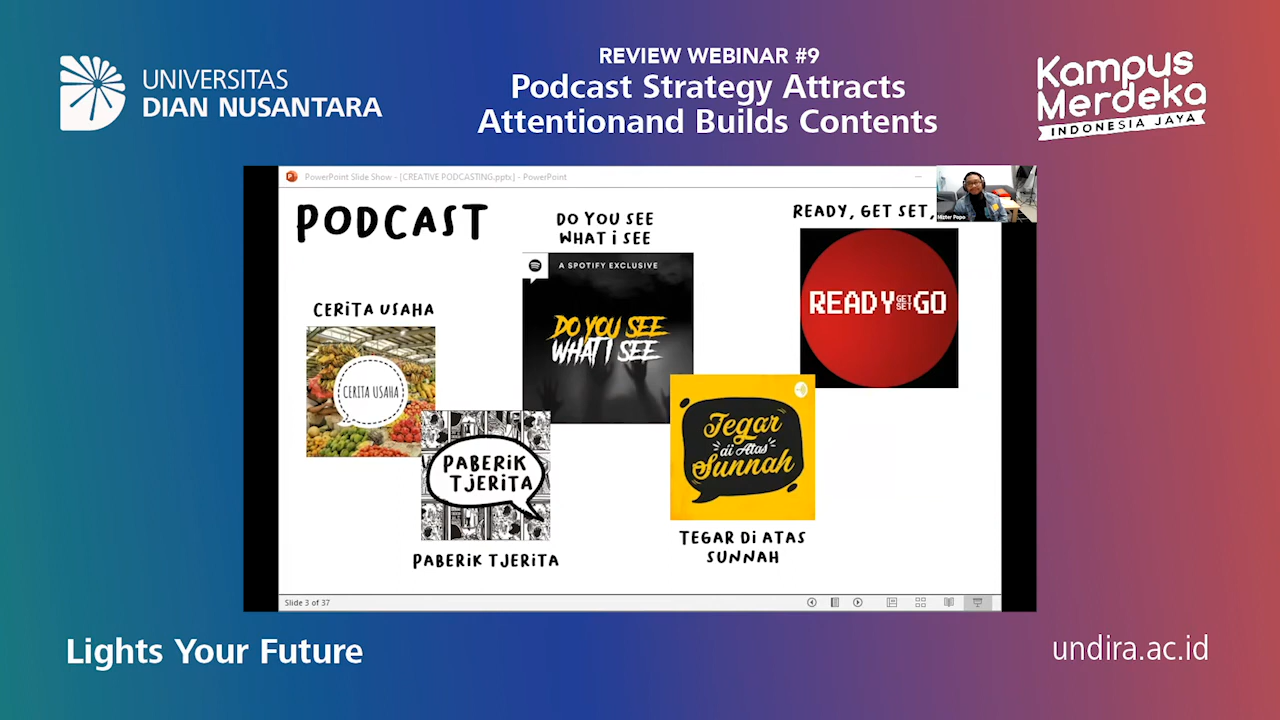 UNIVERSITAS
DIAN NUSANTARA
REVIEW WEBINAR #9
Podcast Strategy Attracts
Attentionand Builds Contents
Kampus
Merdeka
INDONESIA JAYA
PowerPoint Slide Show - [CREATIVE PODCASTING.pptx] - PowerPoint
Mizter Popo
PODCAST
DO YOU SEE
WHAT i SEE
READY, GET SET,
A SPOTIFY EXCLUSIVE
DO YOU SEE
WHAT I SEE
READY GET SET GO
CERiTA USAHA
CERITA USAHA
PABERiK
TJERiTA
PABERiK TJERiTA
Tegar
di Atas
Sunnah
TEGAR Di ATAS
SUNNAH
Slide 3 of 37
Lights Your Future
undira.ac.id